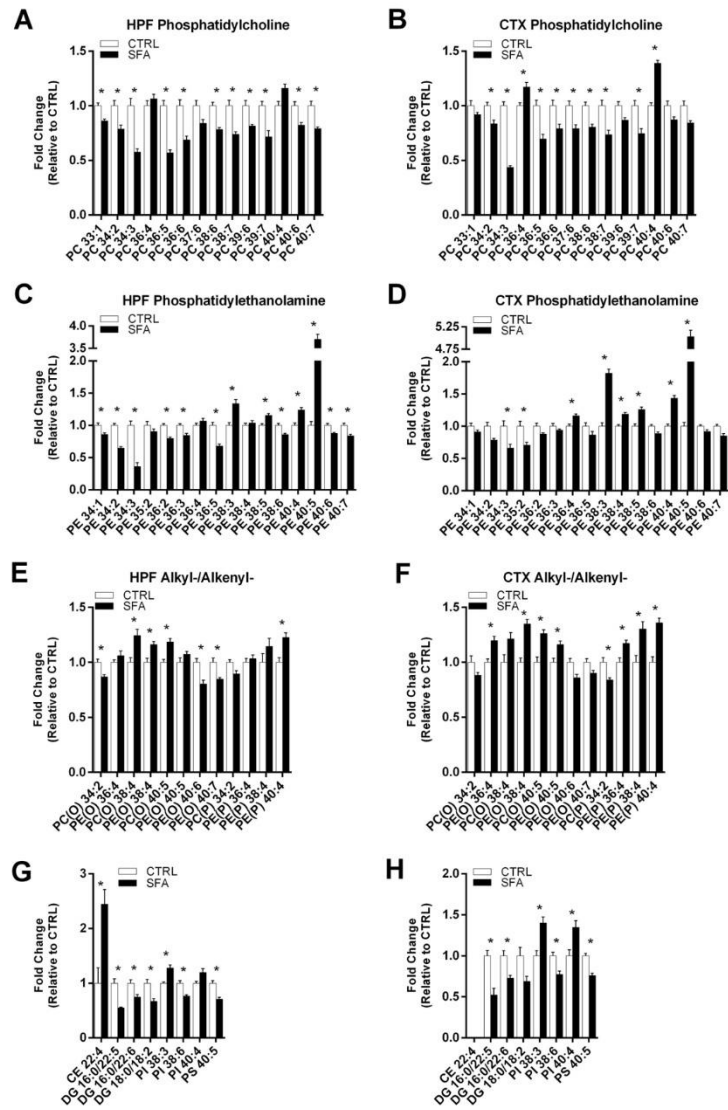 A
HPF Phosphatidylcholine
CTRL
SFA
Fold Change
(Relative to CTRL)
1.5
1.0
0.5
0.0
* * * * * * * * * * *
PC 33:1
PC 34:2
PC 34:3
PC 36:4
PC 36:5
PC 36:6
PC 37:6
PC 38:6
PC 38:7
PC 39:6
PC 39:7
PC 40:4
PC 40:6
PC 40:7
B
CTX Phosphatidylcholine
CTRL
SFA
Fold Change
(Relative to CTRL)
1.5
1.0
0.5
0.0
* * * * * * * * * *
PC 33:1
PC 34:2
PC 34:3
PC 36:4
PC 36:5
PC 36:6
PC 37:6
PC 38:6
PC 38:7
PC 39:6
PC 39:7
PC 40:4
PC 40:6
PC 40:7
C
HPF Phosphatidylethanolamine
CTRL
SFA
Fold Change
(Relative to CTRL)
4.0
3.5
2.0
1.5
1.0
0.5
0.0
* * * * * * * * * * * * *
PE 34:1
PE 34:2
PE 34:3
PE 35:2
PE 36:2
PE 36:3
PE 36:4
PE 36:5
PE 38:3
PE 38:4
PE 38:5
PE 38:6
PE 40:4
PE 40:5
PE 40:6
PE 40:7
D
CTX Phosphatidylethanolamine
CTRL
SFA
Fold Change
(Relative to CTRL)
5.25
4.75
2.0
1.5
1.0
0.5
0.0
* * * * * * * *
PE 34:1
PE 34:2
PE 34:3
PE 35:2
PE 36:2
PE 36:3
PE 36:4
PE 36:5
PE 38:3
PE 38:4
PE 38:5
PE 38:6
PE 40:4
PE 40:5
PE 40:6
PE 40:7
E
HPF Alkyl-/Alkenyl-
CTRL
SFA
Fold Change
(Relative to CTRL)
1.5
1.0
0.5
0.0
* * * * * * *
PC(O) 34:2
PE(O) 36:4
PC(O) 38:4
PE(O) 38:4
PC(O) 40:5
PE(O) 40:5
PE(O) 40:6
PE(O) 40:7
PC(P) 34:2
PE(P) 36:4
PE(P) 38:4
PE(P) 40:4
F
CTX Alkyl-/Alkenyl-
CTRL
SFA
Fold Change
(Relative to CTRL)
1.5
1.0
0.5
0.0
* * * * * * * *
PC(O) 34:2
PE(O) 36:4
PC(O) 38:4
PE(O) 38:4
PC(O) 40:5
PE(O) 40:5
PE(O) 40:6
PE(O) 40:7
PC(P) 34:2
PE(P) 36:4
PE(P) 38:4
PE(P) 40:4
G
CTRL
SFA
Fold Change
(Relative to CTRL)
3
2
1
0
* * * * * * *
CE 22:4
DG 16:0/22:5
DG 16:0/22:6
DG 18:0/18:2
PI 38:3
PI 38:6
PI 40:4
PS 40:5
H
CTRL
SFA
Fold Change
(Relative to CTRL)
2.0
1.5
1.0
0.5
0.0
* * * * * *
CE 22:4
DG 16:0/22:5
DG 16:0/22:6
DG 18:0/18:2
PI 38:3
PI 38:6
PI 40:4
PS 40:5